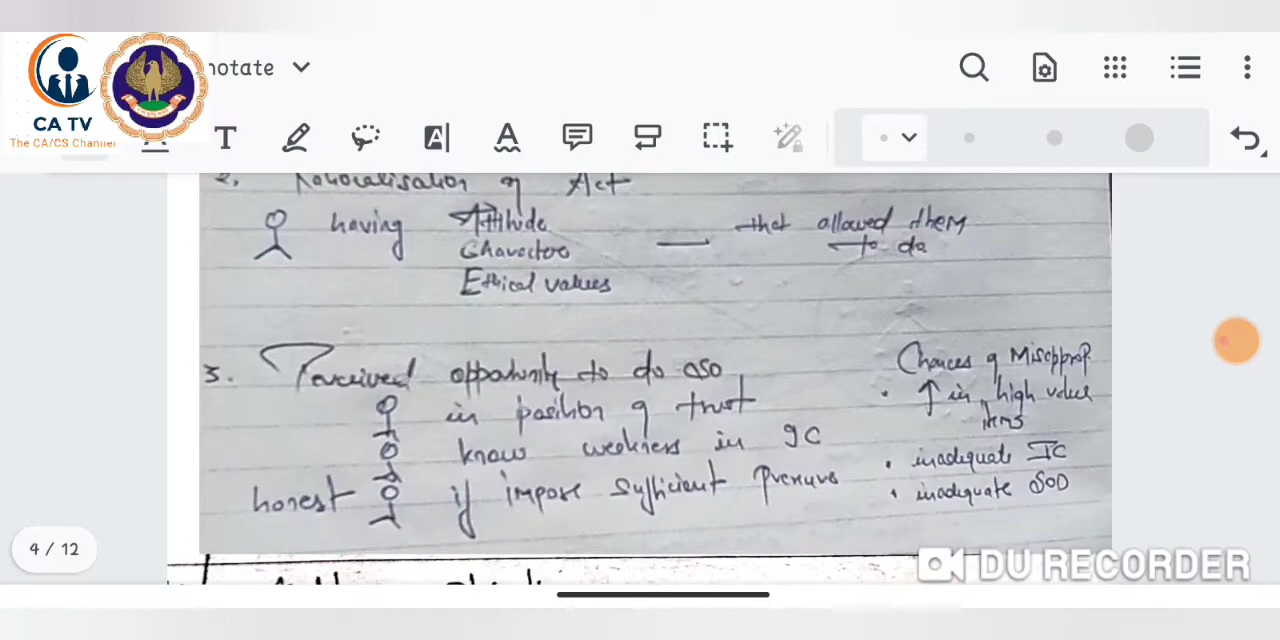 notate
CA TV
The CA/CS Channel
2. Rationalisation of Act
having Attitude — that allowed them
Character to do
Ethical values
3. Percieved opportunity to do so
in position of trust
know weakness in IC
honest if impose sufficient Pressure
Chances of Misapprop.
• ↑ in high value
items
• inadequate IC
• inadequate SOD
4 / 12
DU RECORDER